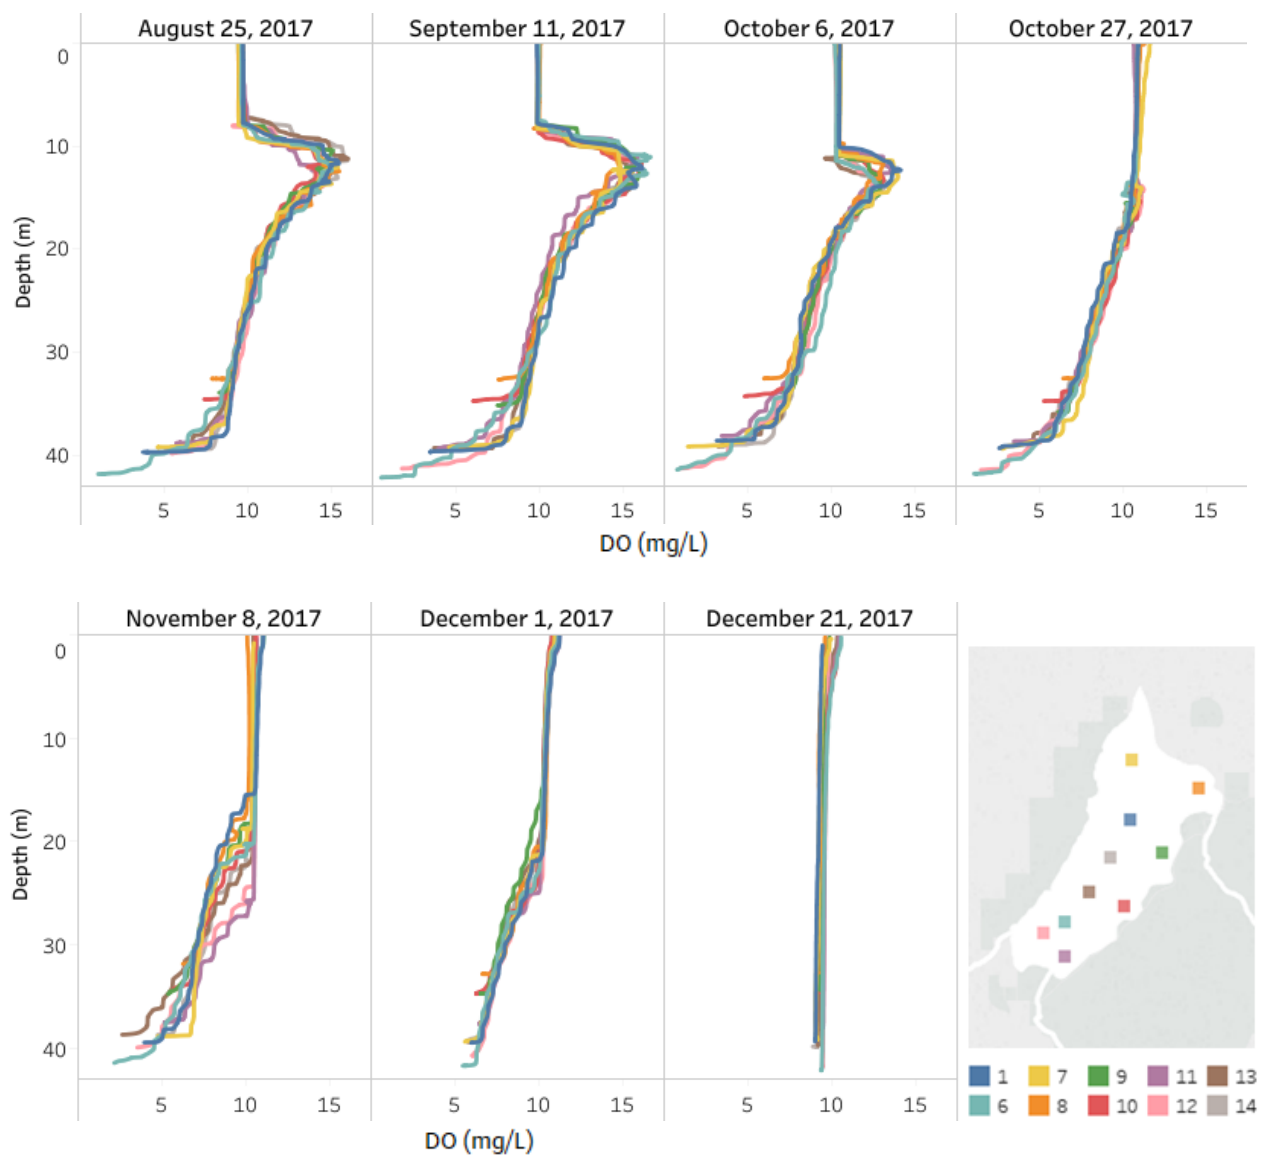 August 25, 2017 September 11, 2017 October 6, 2017 October 27, 2017
0
10
20
30
40
Depth (m)
5 10 15 5 10 15 5 10 15 5 10 15
DO (mg/L)
November 8, 2017 December 1, 2017 December 21, 2017
0
10
20
30
40
Depth (m)
5 10 15 5 10 15 5 10 15
DO (mg/L)
1 7 9 11 13
6 8 10 12 14